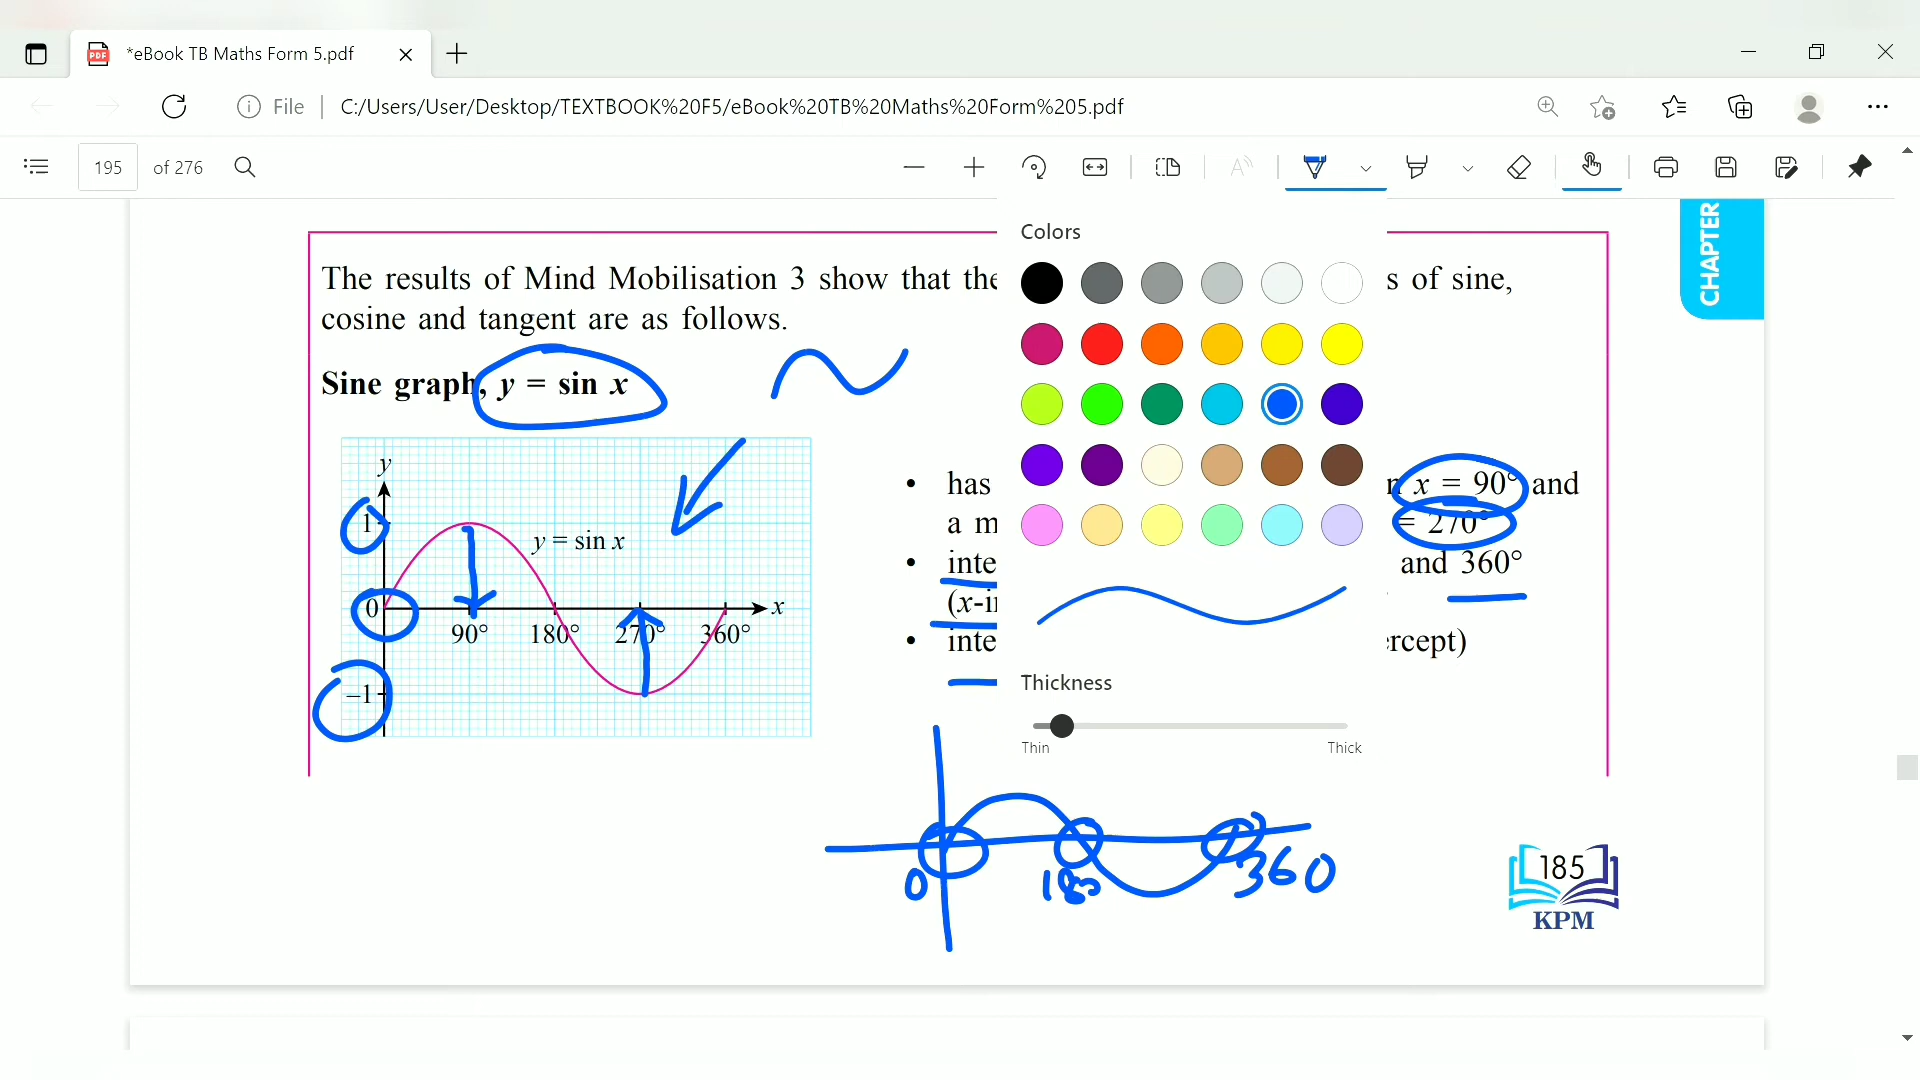 *eBook TB Maths Form 5.pdf
File
C:/Users/User/Desktop/TEXTBOOK%20F5/eBook%20TB%20Maths%20Form%205.pdf
195 of 276
CHAPTER
Colors
The results of Mind Mobilisation 3 show that the s of sine,
cosine and tangent are as follows.
Sine graph, y = sin x
y
1
y = sin x
0
x
90° 180° 270° 360°
–1
• has x = 90° and
a m = 270°
• inte and 360°
(x-i
• inte rcept)
Thickness
Thin Thick
0 180 360
185
KPM